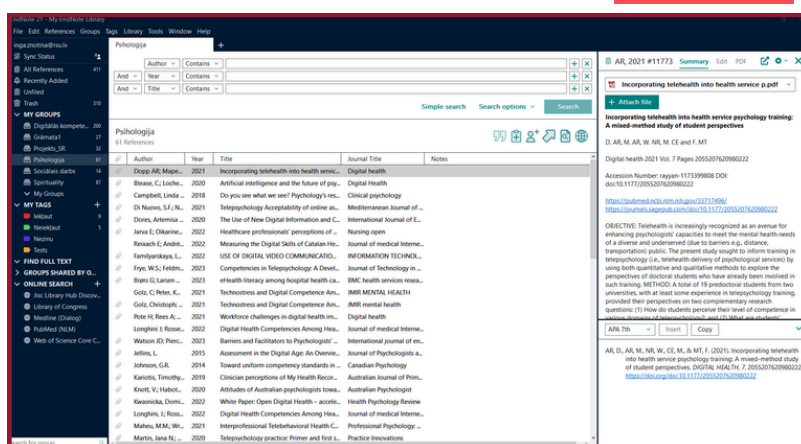 EndNote 21 - My EndNote Library
File Edit References Groups Tags Library Tools Window Help
inga.znotina@rsu.lv
Sync Status
All References 411
Recently Added
Unfiled
Trash 210
MY GROUPS
Digitālās kompete... 200
Grāmata1 27
Projekts_SR 32
Psihologija 61
Sociālais darbs 14
Spirituality 87
My Groups
MY TAGS +
Iekļaut 9
Neiekļaut 5
Nezinu
Tests
FIND FULL TEXT
GROUPS SHARED BY O...
ONLINE SEARCH +
Jisc Library Hub Discov...
Library of Congress
Medline (Dialog)
PubMed (NLM)
Web of Science Core C...
Psihologija +
Author Contains + ×
And Year Contains + ×
And Title Contains + ×
Simple search Search options Search
Psihologija
61 References
Author Year Title Journal Title Notes
Dopp AR; Mape... 2021 Incorporating telehealth into health servic... Digital health
Blease, C.; Loche... 2020 Artificial intelligence and the future of psy... Digital Health
Campbell, Linda ... 2018 Do you see what we see? Psychology's res... Clinical psychology
Di Nuovo, S.F.; N... 2021 Telepsychology Acceptability of online as... Mediterranean Journal of ...
Dores, Artemisa ... 2020 The Use of New Digital Information and C... International Journal of E...
Jarva E; Oikarine... 2022 Healthcare professionals' perceptions of ... Nursing open
Reixach E; Andre... 2022 Measuring the Digital Skills of Catalan He... Journal of medical Interne...
Familyarskaya, L... 2022 USE OF DIGITAL VIDEO COMMUNICATIO... INFORMATION TECHNOL...
Frye, W.S.; Feldm... 2023 Competencies in Telepsychology: A Devel... Journal of Technology in ...
Ørjes G; Larsen ... 2023 eHealth literacy among hospital health ca... BMC health services resea...
Golz, C; Peter, K... 2021 Technostress and Digital Competence Am... JMIR MENTAL HEALTH
Golz, Christoph; ... 2021 Technostress and Digital Competence Am... JMIR mental health
Pote H; Rees A; ... 2021 Workforce challenges in digital health im... Digital health
Longhini J; Rosse... 2022 Digital Health Competencies Among Hea... Journal of medical Interne...
Watson JD; Pierc... 2023 Barriers and Facilitators to Psychologists' ... International journal of en...
Jellins, L. 2015 Assessment in the Digital Age: An Overvie... Journal of Psychologists a...
Johnson, G.R. 2014 Toward uniform competency standards in ... Canadian Psychology
Kariotis, Timothy... 2019 Clinician perceptions of My Health Recor... Australian Journal of Prim...
Knott, V.; Habot... 2020 Attitudes of Australian psychologists towa... Australian Psychologist
Kwasnicka, Domi... 2022 White Paper: Open Digital Health – accele... Health Psychology Review
Longhini, J.; Ross... 2022 Digital Health Competencies Among Hea... Journal of medical Interne...
Maheu, M.M.; Wr... 2021 Interprofessional Telebehavioral Health C... Professional Psychology: ...
Martin, Jana N.; ... 2020 Telepsychology practice: Primer and first s... Practice Innovations
AR, 2021 #11773 Summary Edit PDF
Incorporating telehealth into health service p.pdf
+ Attach file
Incorporating telehealth into health service psychology training:
A mixed-method study of student perspectives
D. AR, M. AR, W. NR, M. CE and F. MT
Digital health 2021 Vol. 7 Pages 2055207620980222
Accession Number: rayyan-1173399808 DOI:
doi:10.1177/2055207620980222
https://pubmed.ncbi.nlm.nih.gov/33717496/
https://journals.sagepub.com/doi/10.1177/2055207620980222
OBJECTIVE: Telehealth is increasingly recognized as an avenue for
enhancing psychologists' capacities to meet the mental health needs
of a diverse and underserved (due to barriers e.g., distance,
transportation) public. The present study sought to inform training in
telepsychology (i.e., telehealth delivery of psychological services) by
using both quantitative and qualitative methods to explore the
perspectives of doctoral students who have already been involved in
such training. METHOD: A total of 19 predoctoral students from two
universities, with at least some experience in telepsychology training,
provided their perspectives on two complementary research
questions: (1) How do students perceive their level of competence in
various domains of telepsychology?; and (2) What are students'
APA 7th Insert Copy
AR, D., AR, M., NR, W., CE, M., & MT, F. (2021). Incorporating telehealth
into health service psychology training: A mixed-method study
of student perspectives. DIGITAL HEALTH, 7, 2055207620980222.
https://doi.org/doi:10.1177/2055207620980222
search for group